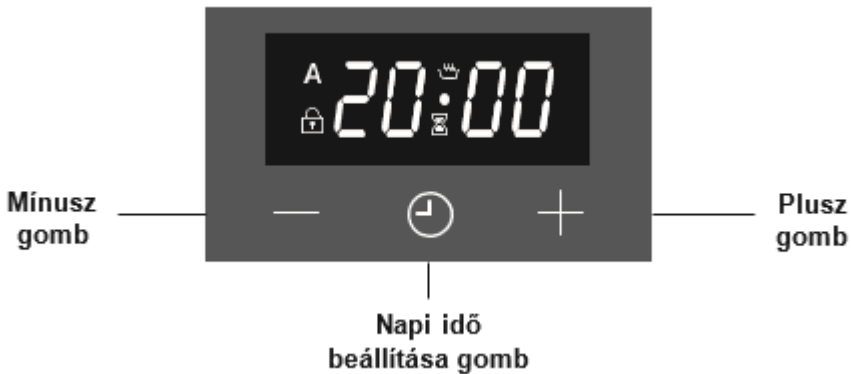 A
20:00
Mínusz
gomb
Plusz
gomb
Napi idő
beállítása gomb